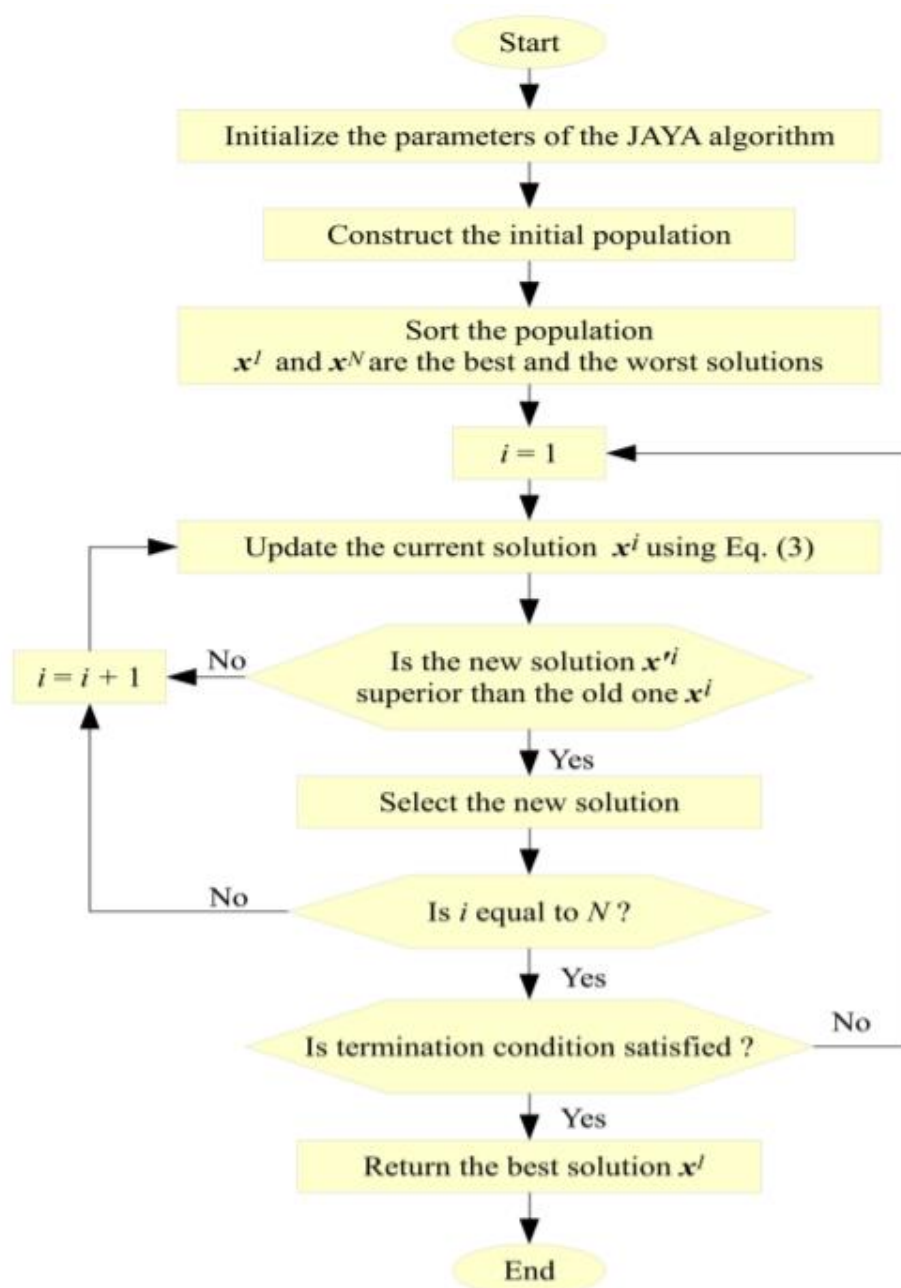 Start
Initialize the parameters of the JAYA algorithm
Construct the initial population
Sort the population
x¹ and xᴺ are the best and the worst solutions
i = 1
Update the current solution xⁱ using Eq. (3)
Is the new solution x′ⁱ
superior than the old one xⁱ
No
i = i + 1
Yes
Select the new solution
Is i equal to N ?
No
Yes
Is termination condition satisfied ?
No
Yes
Return the best solution x¹
End